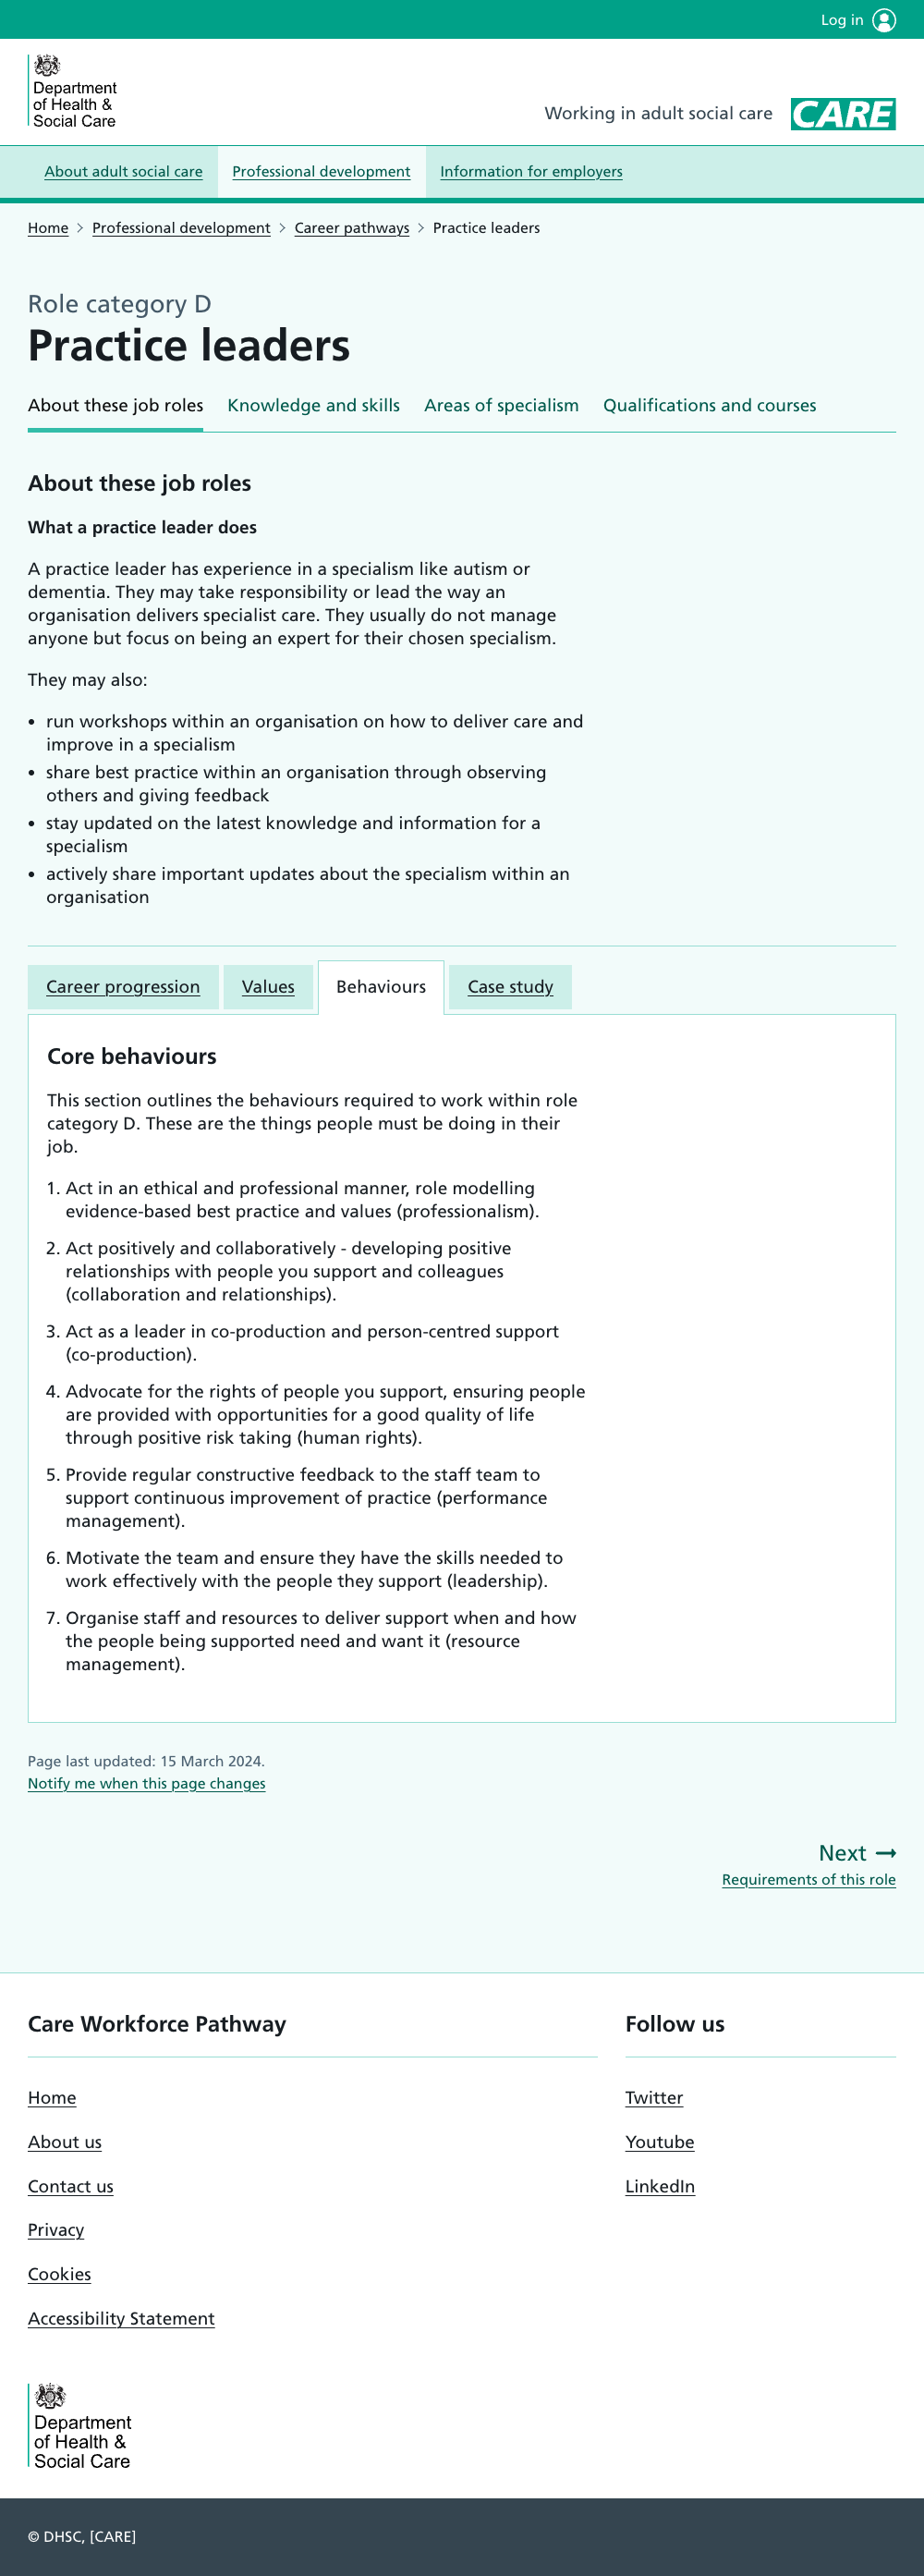 Log in
Department
of Health &
Social Care
Working in adult social care
CARE
About adult social care
Professional development
Information for employers
Home
Professional development
Career pathways
Practice leaders
Role category D
Practice leaders
About these job roles
Knowledge and skills
Areas of specialism
Qualifications and courses
About these job roles
What a practice leader does
A practice leader has experience in a specialism like autism or
dementia. They may take responsibility or lead the way an
organisation delivers specialist care. They usually do not manage
anyone but focus on being an expert for their chosen specialism.
They may also:
• run workshops within an organisation on how to deliver care and
improve in a specialism
• share best practice within an organisation through observing
others and giving feedback
• stay updated on the latest knowledge and information for a
specialism
• actively share important updates about the specialism within an
organisation
Career progression
Values
Behaviours
Case study
Core behaviours
This section outlines the behaviours required to work within role
category D. These are the things people must be doing in their
job.
1. Act in an ethical and professional manner, role modelling
evidence-based best practice and values (professionalism).
2. Act positively and collaboratively - developing positive
relationships with people you support and colleagues
(collaboration and relationships).
3. Act as a leader in co-production and person-centred support
(co-production).
4. Advocate for the rights of people you support, ensuring people
are provided with opportunities for a good quality of life
through positive risk taking (human rights).
5. Provide regular constructive feedback to the staff team to
support continuous improvement of practice (performance
management).
6. Motivate the team and ensure they have the skills needed to
work effectively with the people they support (leadership).
7. Organise staff and resources to deliver support when and how
the people being supported need and want it (resource
management).
Page last updated: 15 March 2024.
Notify me when this page changes
Next
Requirements of this role
Care Workforce Pathway
Home
About us
Contact us
Privacy
Cookies
Accessibility Statement
Follow us
Twitter
Youtube
LinkedIn
Department
of Health &
Social Care
© DHSC, [CARE]